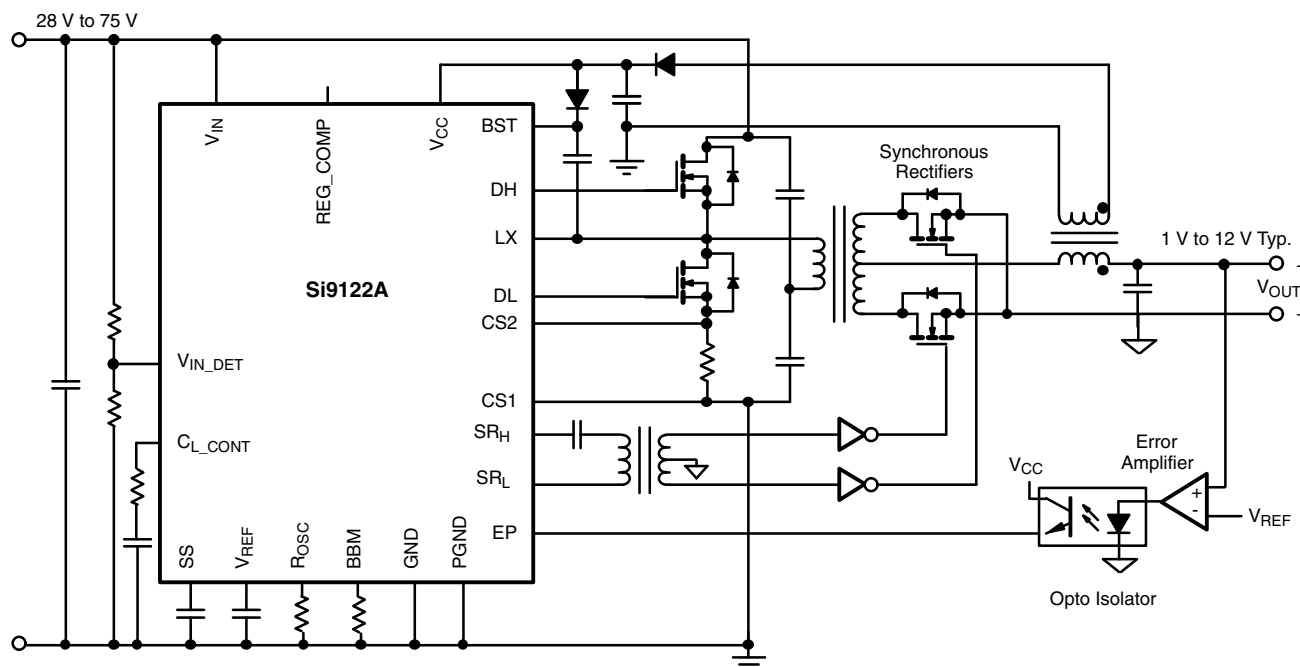 28 V to 75 V
VIN
REG_COMP
VCC
BST
DH
LX
DL
CS2
CS1
SRH
SRL
EP
Si9122A
VIN_DET
CL_CONT
SS
VREF
ROSC
BBM
GND
PGND
Synchronous
Rectifiers
1 V to 12 V Typ.
+
VOUT
-
Error
Amplifier
VCC
+
-
VREF
Opto Isolator